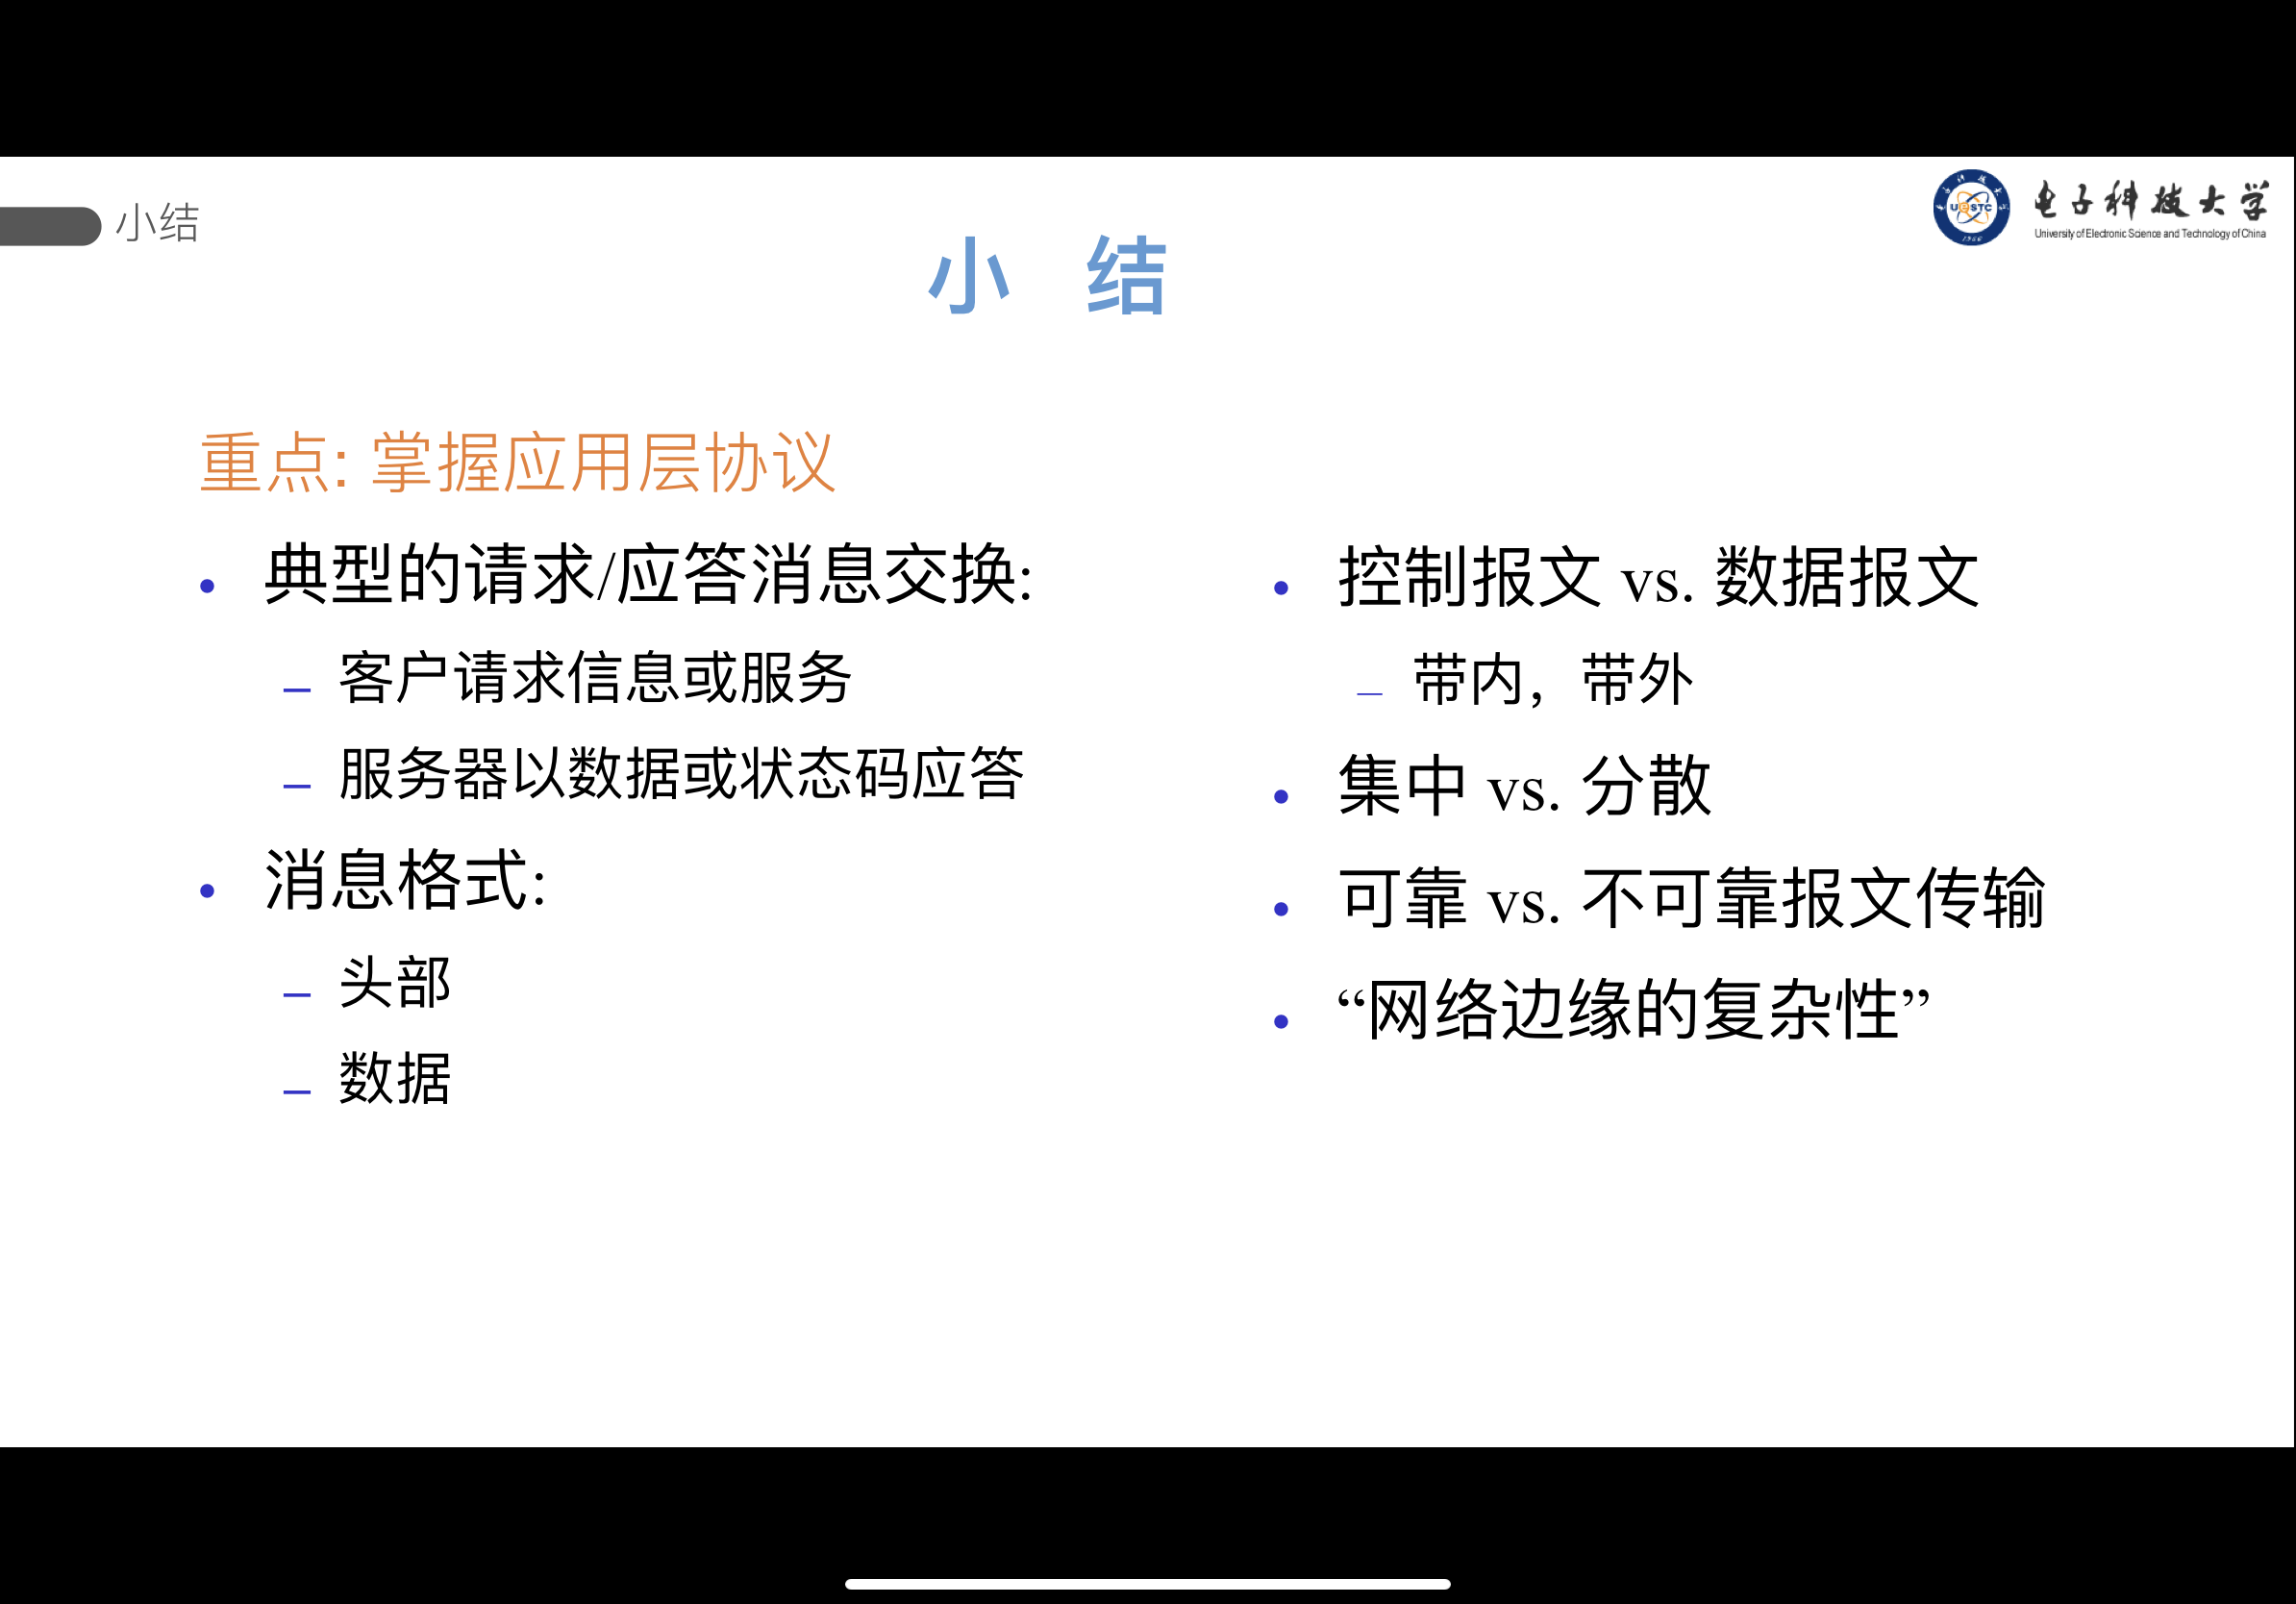 小结
电子科技大学
University of Electronic Science and Technology of China
小 结
重点: 掌握应用层协议
• 典型的请求/应答消息交换:
– 客户请求信息或服务
– 服务器以数据或状态码应答
• 消息格式:
– 头部
– 数据
• 控制报文 vs. 数据报文
– 带内，带外
• 集中 vs. 分散
• 可靠 vs. 不可靠报文传输
• “网络边缘的复杂性”
UESTC
1956